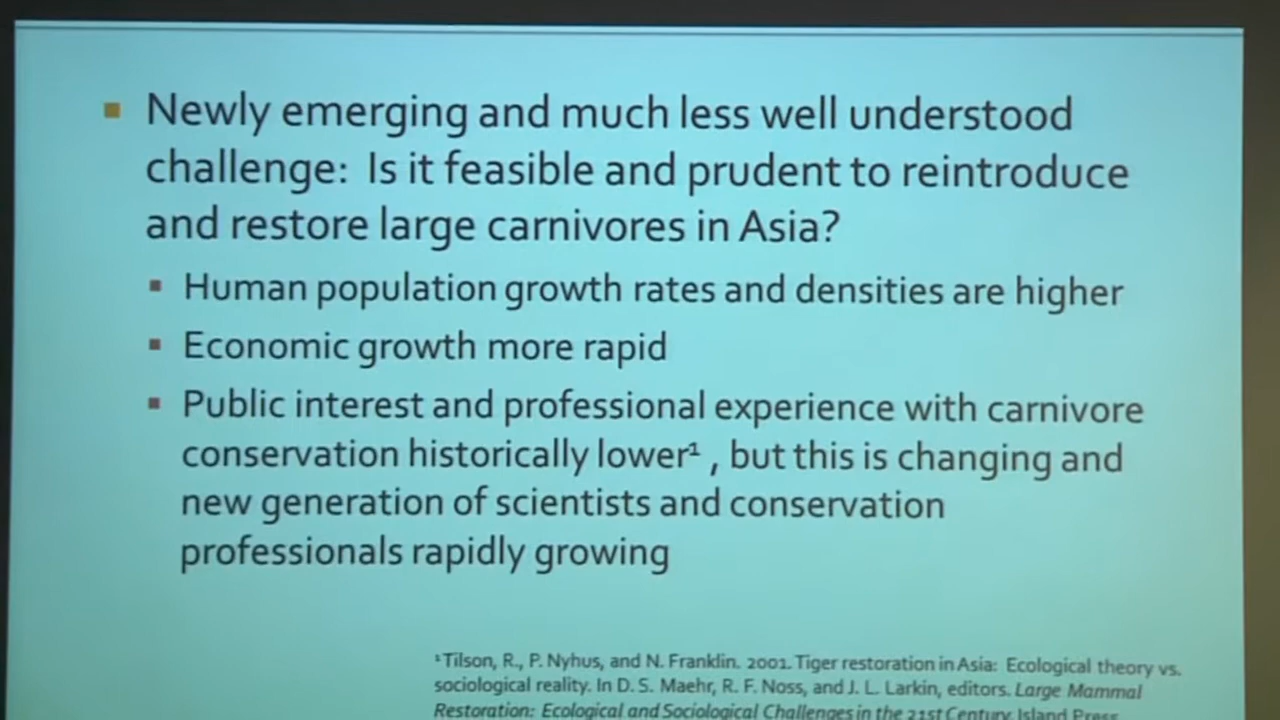 Newly emerging and much less well understood
challenge: Is it feasible and prudent to reintroduce
and restore large carnivores in Asia?
Human population growth rates and densities are higher
Economic growth more rapid
Public interest and professional experience with carnivore
conservation historically lower¹ , but this is changing and
new generation of scientists and conservation
professionals rapidly growing
¹Tilson, R., P. Nyhus, and N. Franklin. 2001. Tiger restoration in Asia: Ecological theory vs.
sociological reality. In D. S. Maehr, R. F. Noss, and J. L. Larkin, editors. Large Mammal
Restoration: Ecological and Sociological Challenges in the 21st Century. Island Press